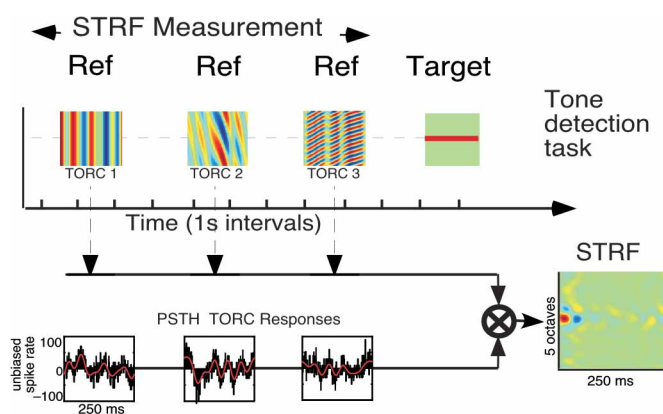 STRF Measurement
Ref Ref Ref Target
Tone
detection
task
TORC 1 TORC 2 TORC 3
Time (1s intervals)
STRF
PSTH TORC Responses
5 octaves
unbiased
spike rate
100
0
−100
250 ms
250 ms